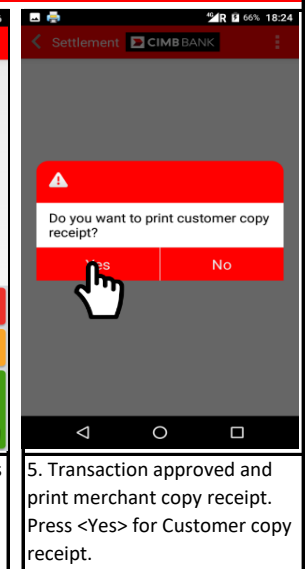 4G R 66% 18:24
Settlement CIMB BANK
Do you want to print customer copy
receipt?
Yes No
s
5. Transaction approved and
print merchant copy receipt.
Press <Yes> for Customer copy
receipt.